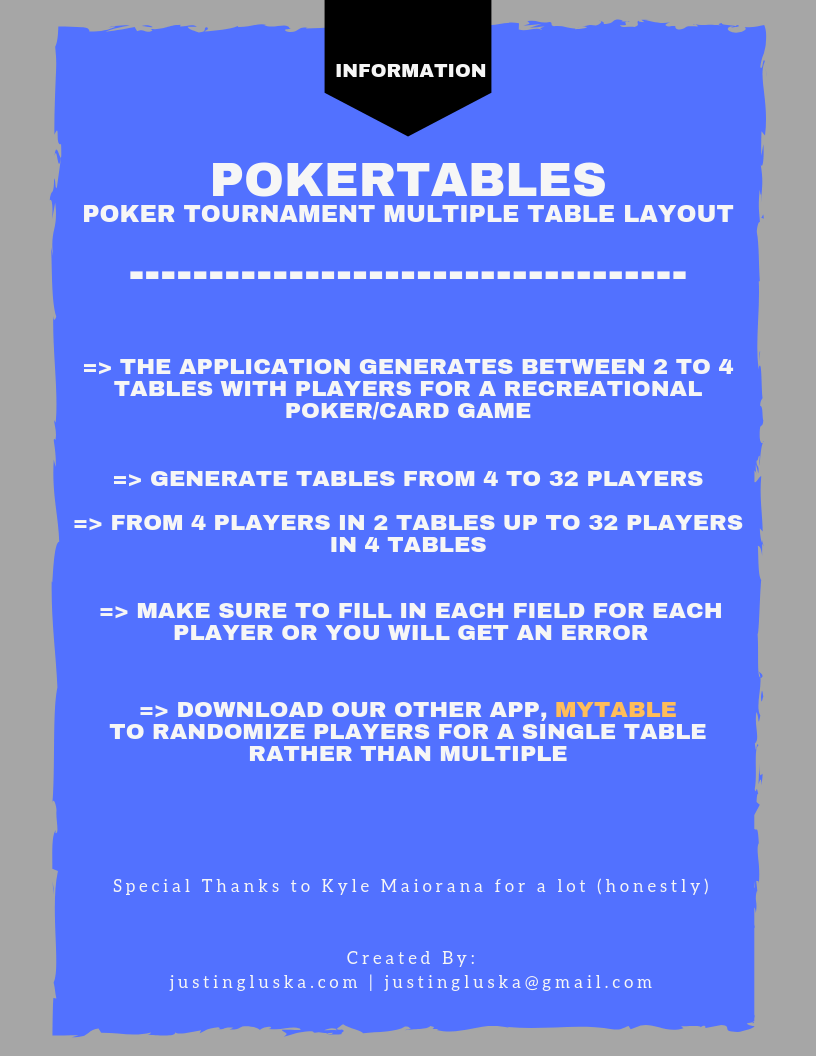 INFORMATION
POKERTABLES
POKER TOURNAMENT MULTIPLE TABLE LAYOUT
-----------------------------------
=> THE APPLICATION GENERATES BETWEEN 2 TO 4
TABLES WITH PLAYERS FOR A RECREATIONAL
POKER/CARD GAME
=> GENERATE TABLES FROM 4 TO 32 PLAYERS
=> FROM 4 PLAYERS IN 2 TABLES UP TO 32 PLAYERS
IN 4 TABLES
=> MAKE SURE TO FILL IN EACH FIELD FOR EACH
PLAYER OR YOU WILL GET AN ERROR
=> DOWNLOAD OUR OTHER APP, MYTABLE
TO RANDOMIZE PLAYERS FOR A SINGLE TABLE
RATHER THAN MULTIPLE
Special Thanks to Kyle Maiorana for a lot (honestly)
Created By:
justingluska.com | justingluska@gmail.com